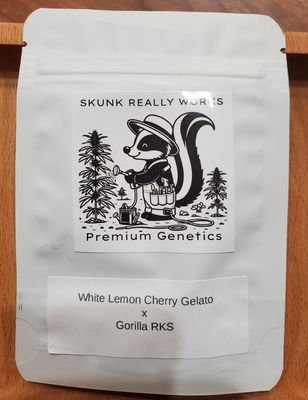 SKUNK REALLY WORKS
Premium Genetics
White Lemon Cherry Gelato
x
Gorilla RKS